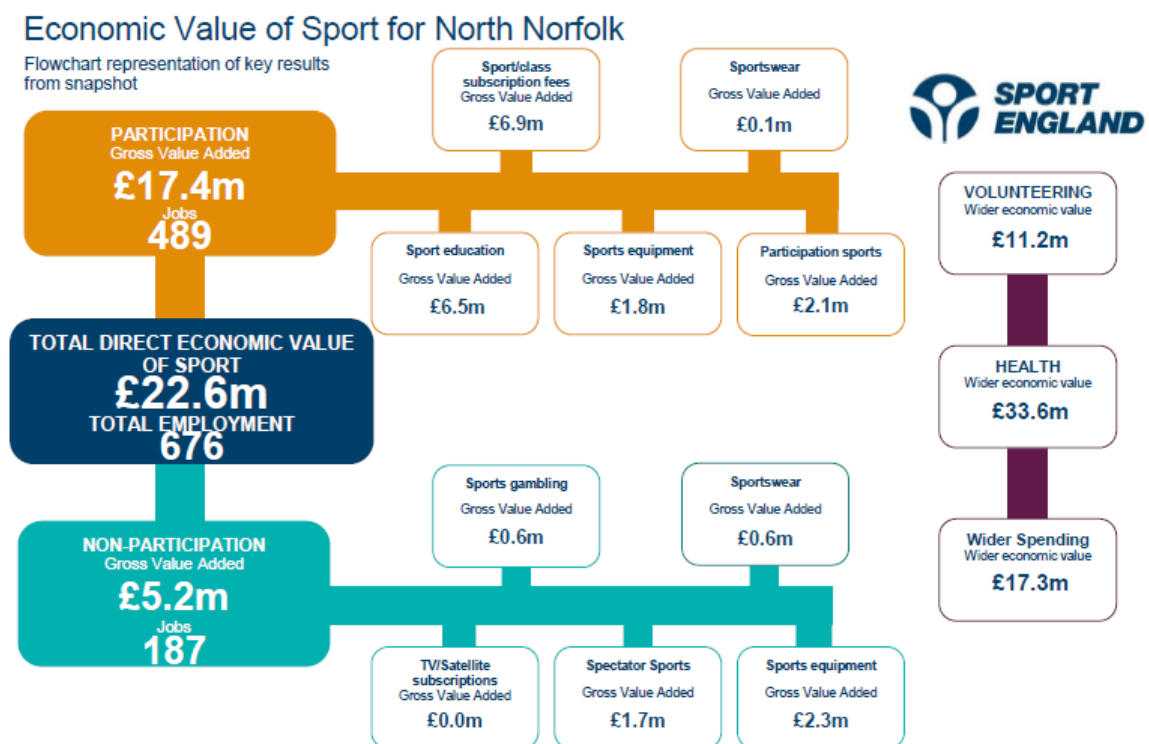 Economic Value of Sport for North Norfolk
Flowchart representation of key results
from snapshot
SPORT
ENGLAND
PARTICIPATION
Gross Value Added
£17.4m
Jobs
489
Sport/class
subscription fees
Gross Value Added
£6.9m
Sportswear
Gross Value Added
£0.1m
Sport education
Gross Value Added
£6.5m
Sports equipment
Gross Value Added
£1.8m
Participation sports
Gross Value Added
£2.1m
TOTAL DIRECT ECONOMIC VALUE
OF SPORT
£22.6m
TOTAL EMPLOYMENT
676
NON-PARTICIPATION
Gross Value Added
£5.2m
Jobs
187
Sports gambling
Gross Value Added
£0.6m
Sportswear
Gross Value Added
£0.6m
TV/Satellite
subscriptions
Gross Value Added
£0.0m
Spectator Sports
Gross Value Added
£1.7m
Sports equipment
Gross Value Added
£2.3m
VOLUNTEERING
Wider economic value
£11.2m
HEALTH
Wider economic value
£33.6m
Wider Spending
Wider economic value
£17.3m